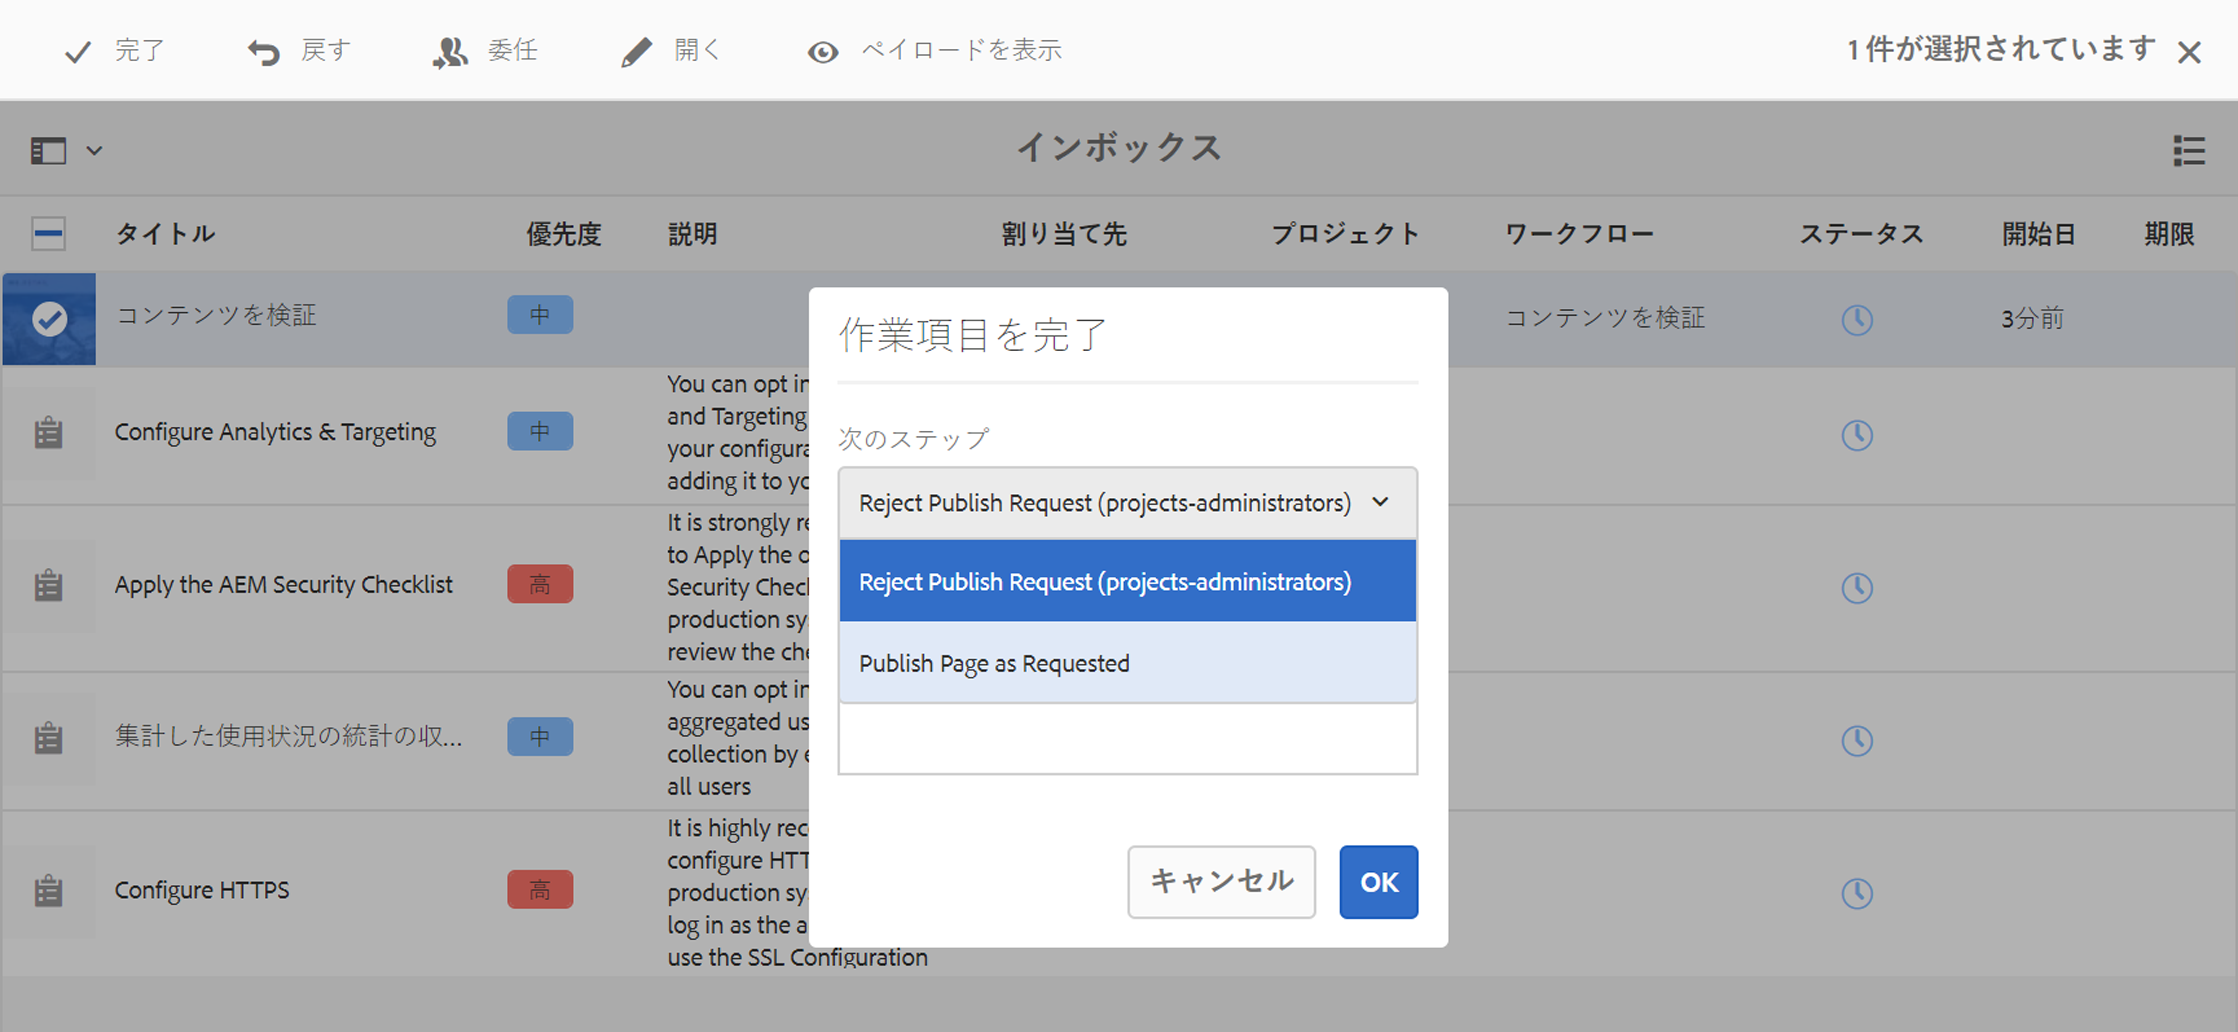 完了 戻す 委任 開く ペイロードを表示 1件が選択されています
インボックス
タイトル 優先度 説明 割り当て先 プロジェクト ワークフロー ステータス 開始日 期限
コンテンツを検証 中 コンテンツを検証 3分前
作業項目を完了
次のステップ
Reject Publish Request (projects-administrators)
Reject Publish Request (projects-administrators)
Publish Page as Requested
キャンセル OK
Configure Analytics & Targeting 中
You can opt in
and Targeting
your configura
adding it to yo
Apply the AEM Security Checklist 高
It is strongly re
to Apply the o
Security Check
production sys
review the che
集計した使用状況の統計の収... 中
You can opt in
aggregated us
collection by e
all users
Configure HTTPS 高
It is highly rec
configure HTT
production sys
log in as the a
use the SSL Configuration